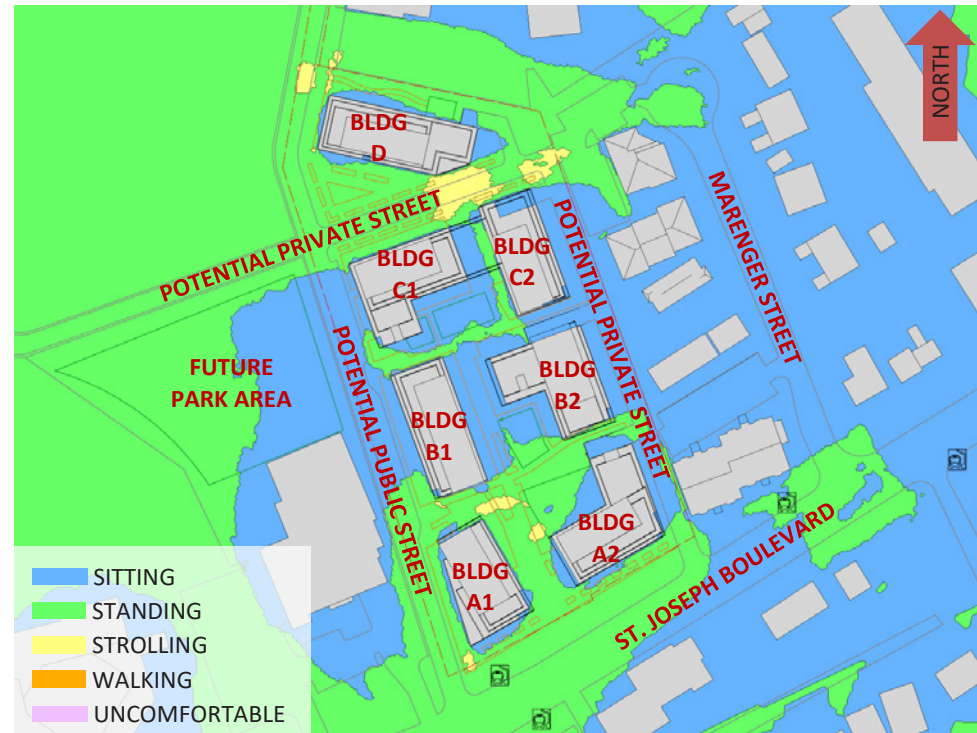 NORTH
BLDG
D
MARENGER STREET
POTENTIAL PRIVATE STREET
POTENTIAL PRIVATE STREET
BLDG
C2
BLDG
C1
FUTURE
PARK AREA
POTENTIAL PUBLIC STREET
BLDG
B2
BLDG
B1
BLDG
A2
ST. JOSEPH BOULEVARD
BLDG
A1
SITTING
STANDING
STROLLING
WALKING
UNCOMFORTABLE